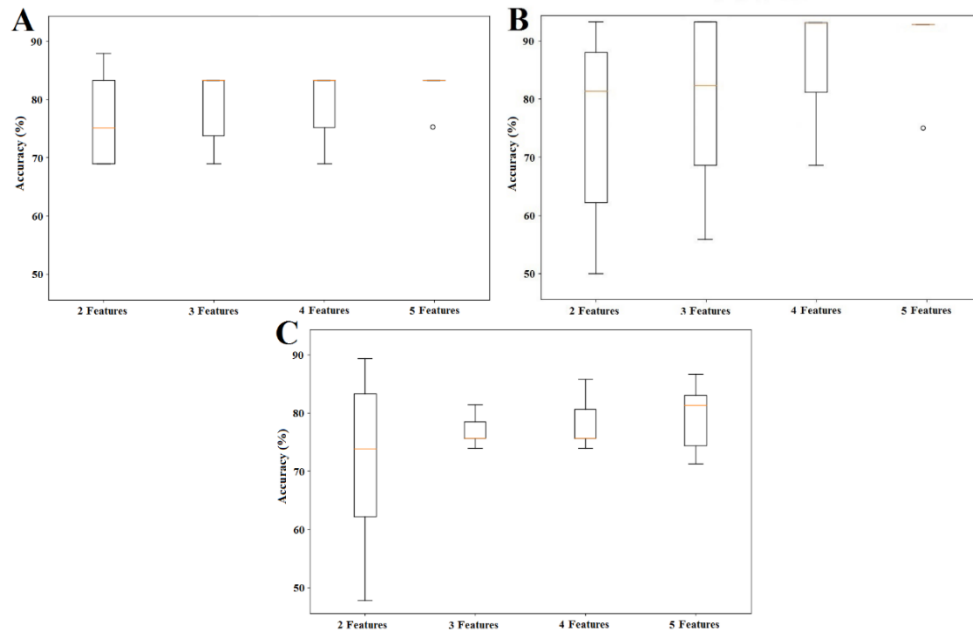 A
90
80
70
60
50
Accuracy (%)
2 Features
3 Features
4 Features
5 Features
B
90
80
70
60
50
Accuracy (%)
2 Features
3 Features
4 Features
5 Features
C
90
80
70
60
50
Accuracy (%)
2 Features
3 Features
4 Features
5 Features